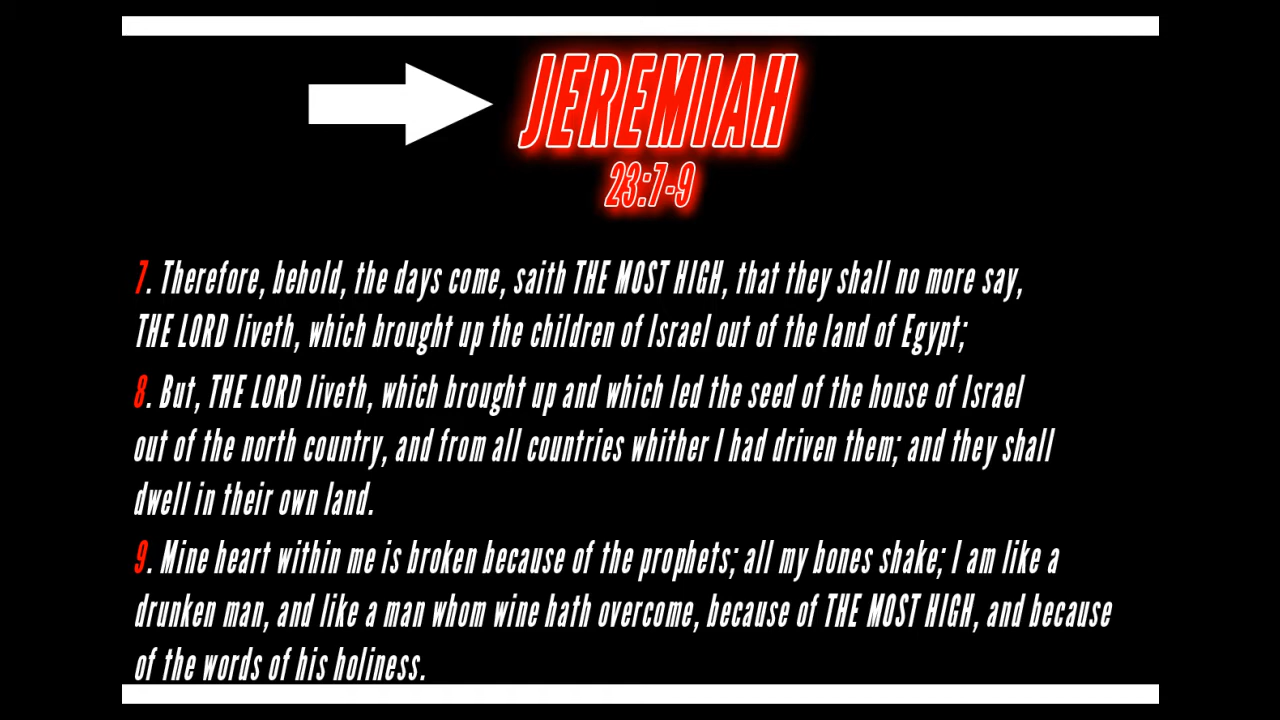 JEREMIAH
23:7-9
7. Therefore, behold, the days come, saith THE MOST HIGH, that they shall no more say,
THE LORD liveth, which brought up the children of Israel out of the land of Egypt;
8. But, THE LORD liveth, which brought up and which led the seed of the house of Israel
out of the north country, and from all countries whither I had driven them; and they shall
dwell in their own land.
9. Mine heart within me is broken because of the prophets; all my bones shake; I am like a
drunken man, and like a man whom wine hath overcome, because of THE MOST HIGH, and because
of the words of his holiness.